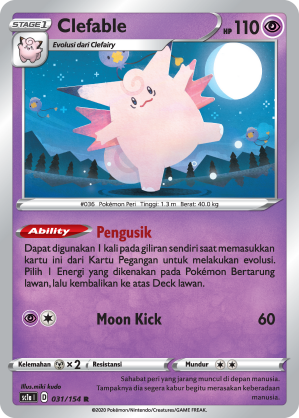 STAGE 1 Clefable HP 110
Evolusi dari Clefairy
#036 Pokémon Peri Tinggi: 1.3 m Berat: 40.0 kg
Ability Pengusik
Dapat digunakan 1 kali pada giliran sendiri saat memasukkan
kartu ini dari Kartu Pegangan untuk melakukan evolusi.
Pilih 1 Energi yang dikenakan pada Pokémon Bertarung
lawan, lalu kembalikan ke atas Deck lawan.
Moon Kick 60
Kelemahan ×2 Resistansi Mundur
Illus. miki kudo
sc1a I D 031/154 R
Cahaya peri yang jarang muncul di depan manusia.
Tampaknya dia segera kabur begitu merasakan keberadaan
manusia.
©2020 Pokémon/Nintendo/Creatures/GAME FREAK.